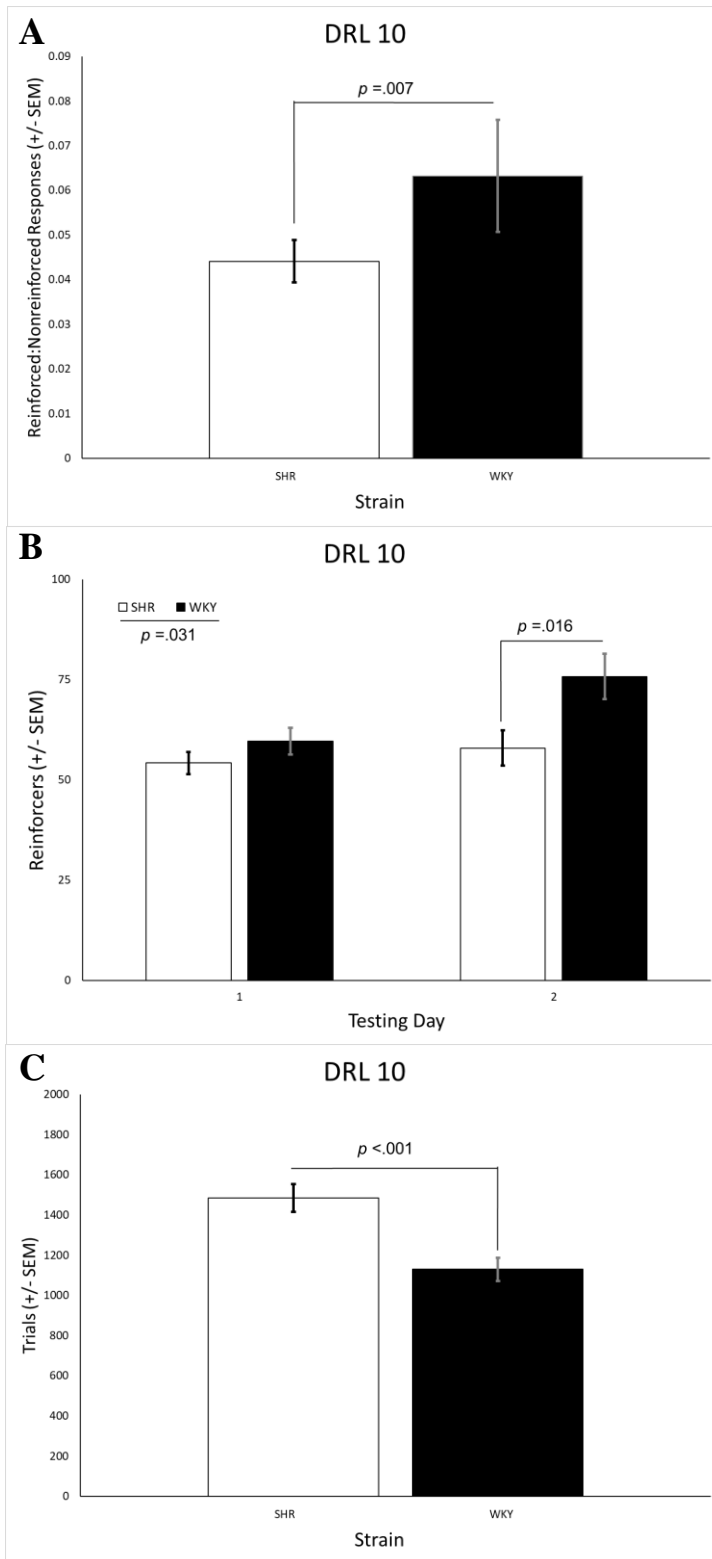 A
DRL 10
Reinforced:Nonreinforced Responses (+/- SEM)
0.09
0.08
0.07
0.06
0.05
0.04
0.03
0.02
0.01
0
p =.007
SHR
WKY
Strain
B
DRL 10
Reinforcers (+/- SEM)
100
75
50
25
0
SHR WKY
p =.031
p =.016
1
2
Testing Day
C
DRL 10
Trials (+/- SEM)
2000
1800
1600
1400
1200
1000
800
600
400
200
0
p <.001
SHR
WKY
Strain